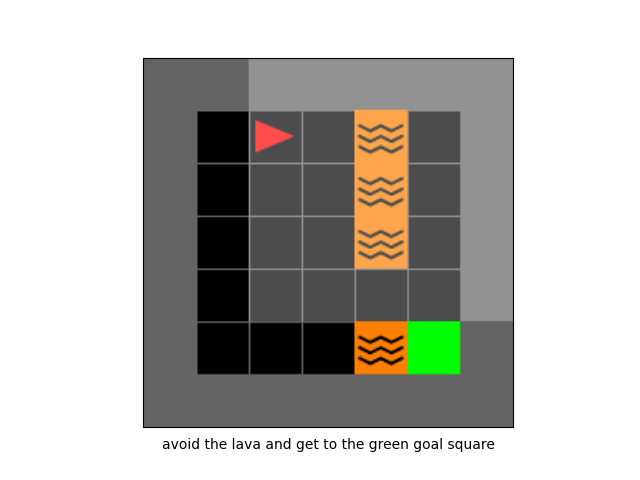 avoid the lava and get to the green goal square